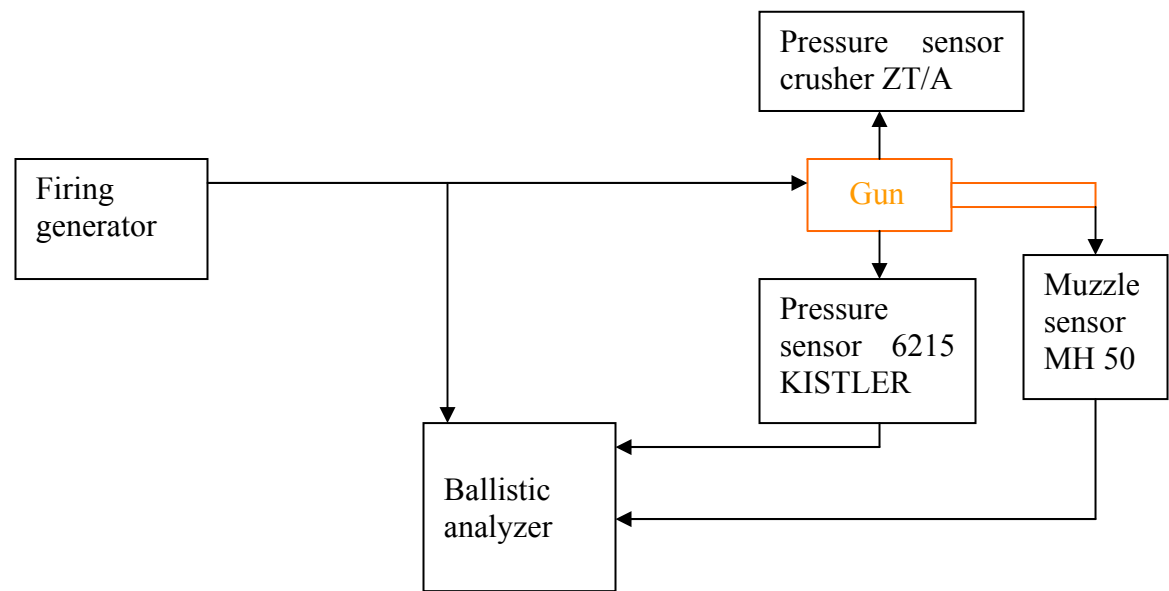 Pressure sensor
crusher ZT/A
Firing
generator
Gun
Pressure
sensor 6215
KISTLER
Muzzle
sensor
MH 50
Ballistic
analyzer